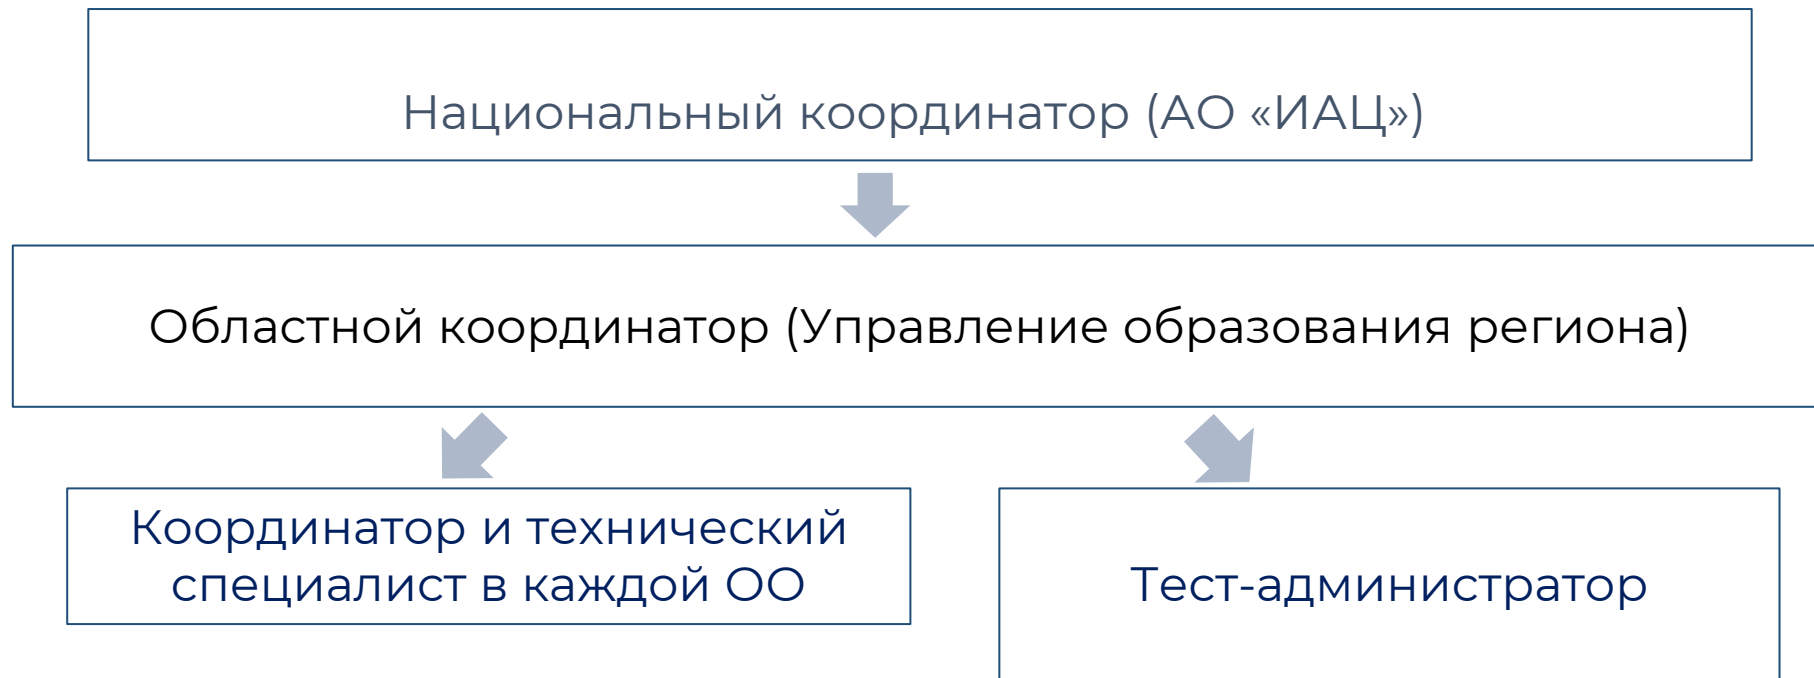 Национальный координатор (АО «ИАЦ»)
Областной координатор (Управление образования региона)
Координатор и технический
специалист в каждой ОО
Тест-администратор